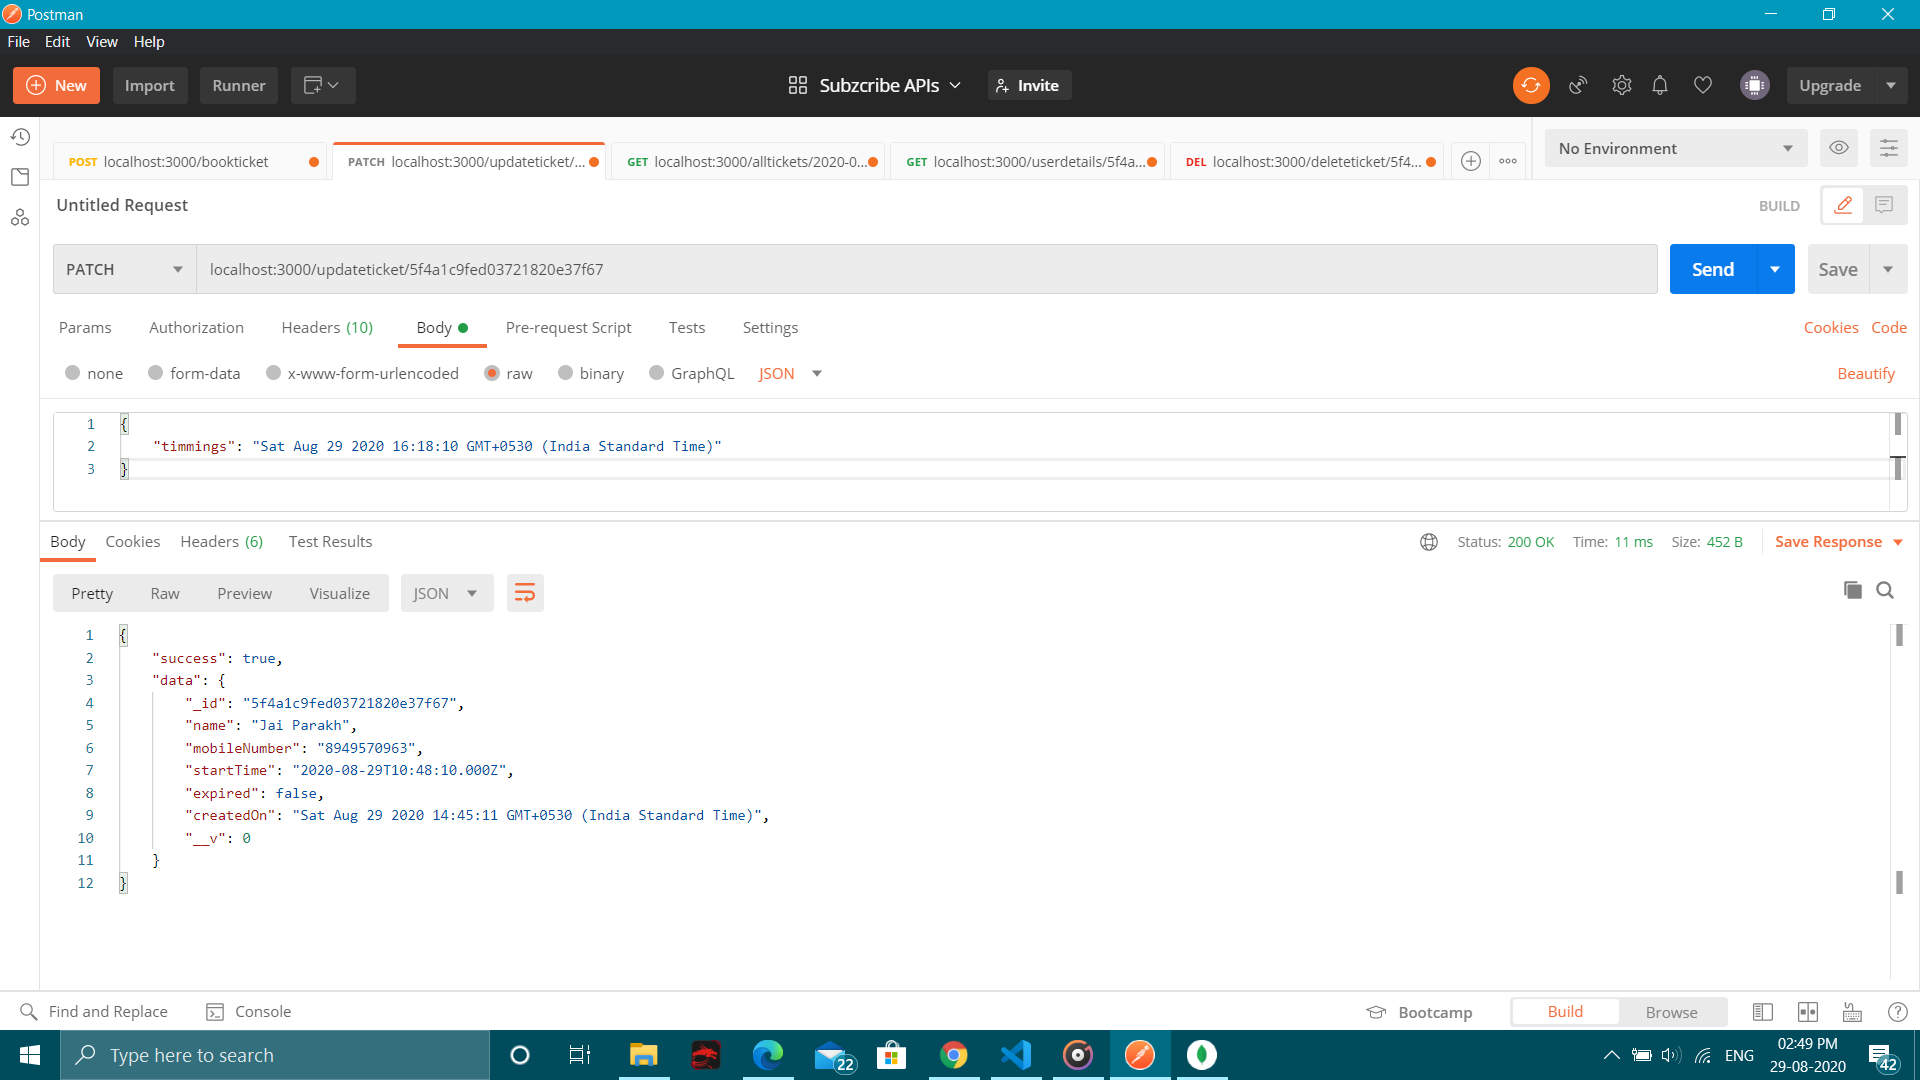 Postman
File Edit View Help
New Import Runner Subzcribe APIs Invite Upgrade
POST localhost:3000/bookticket PATCH localhost:3000/updateticket/... GET localhost:3000/alltickets/2020-0... GET localhost:3000/userdetails/5f4a... DEL localhost:3000/deleteticket/5f4... No Environment
Untitled Request BUILD
PATCH localhost:3000/updateticket/5f4a1c9fed03721820e37f67 Send Save
Params Authorization Headers (10) Body Pre-request Script Tests Settings Cookies Code
none form-data x-www-form-urlencoded raw binary GraphQL JSON Beautify
1 {
2 "timmings": "Sat Aug 29 2020 16:18:10 GMT+0530 (India Standard Time)"
3 }
Body Cookies Headers (6) Test Results Status: 200 OK Time: 11 ms Size: 452 B Save Response
Pretty Raw Preview Visualize JSON
1 {
2 "success": true,
3 "data": {
4 "_id": "5f4a1c9fed03721820e37f67",
5 "name": "Jai Parakh",
6 "mobileNumber": "8949570963",
7 "startTime": "2020-08-29T10:48:10.000Z",
8 "expired": false,
9 "createdOn": "Sat Aug 29 2020 14:45:11 GMT+0530 (India Standard Time)",
10 "__v": 0
11 }
12 }
Find and Replace Console Bootcamp Build Browse
Type here to search 22 ENG 02:49 PM 42
29-08-2020